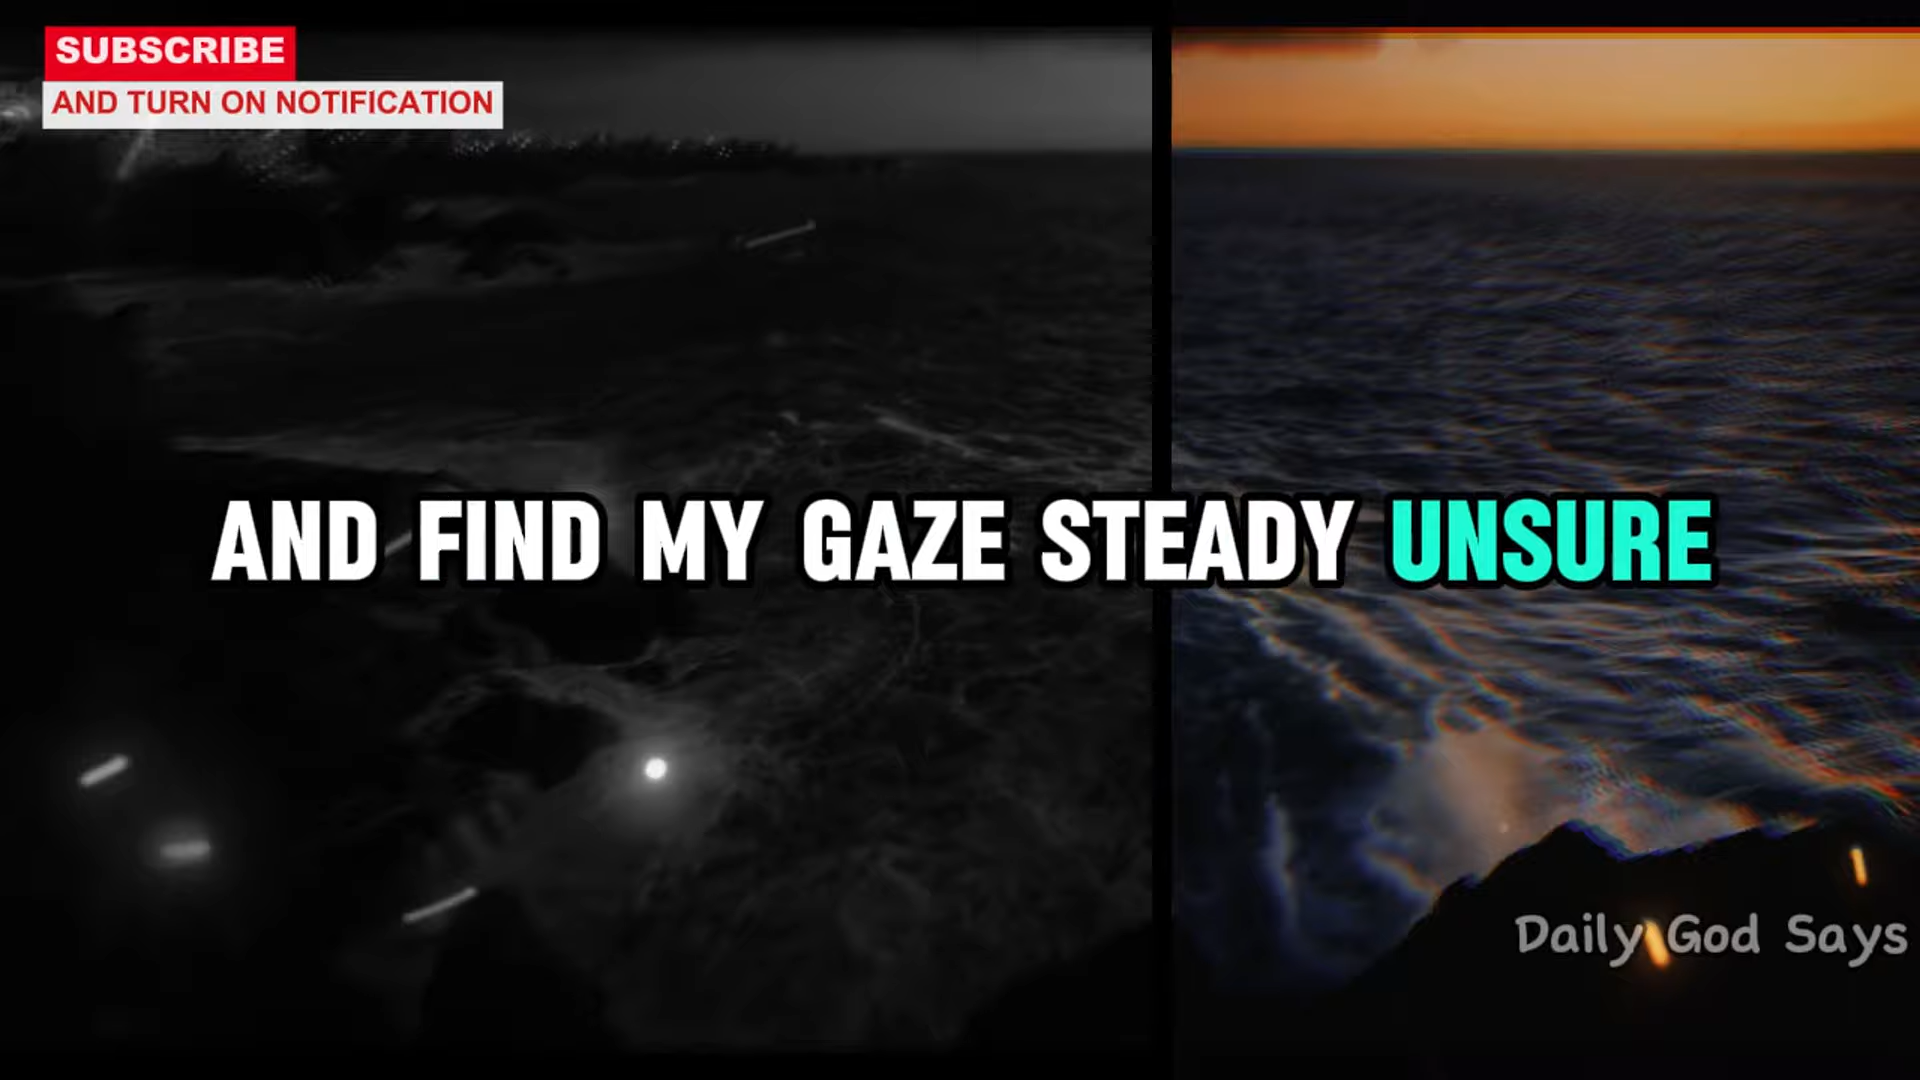 SUBSCRIBE
AND TURN ON NOTIFICATION
AND FIND MY GAZE STEADY UNSURE
Daily God Says